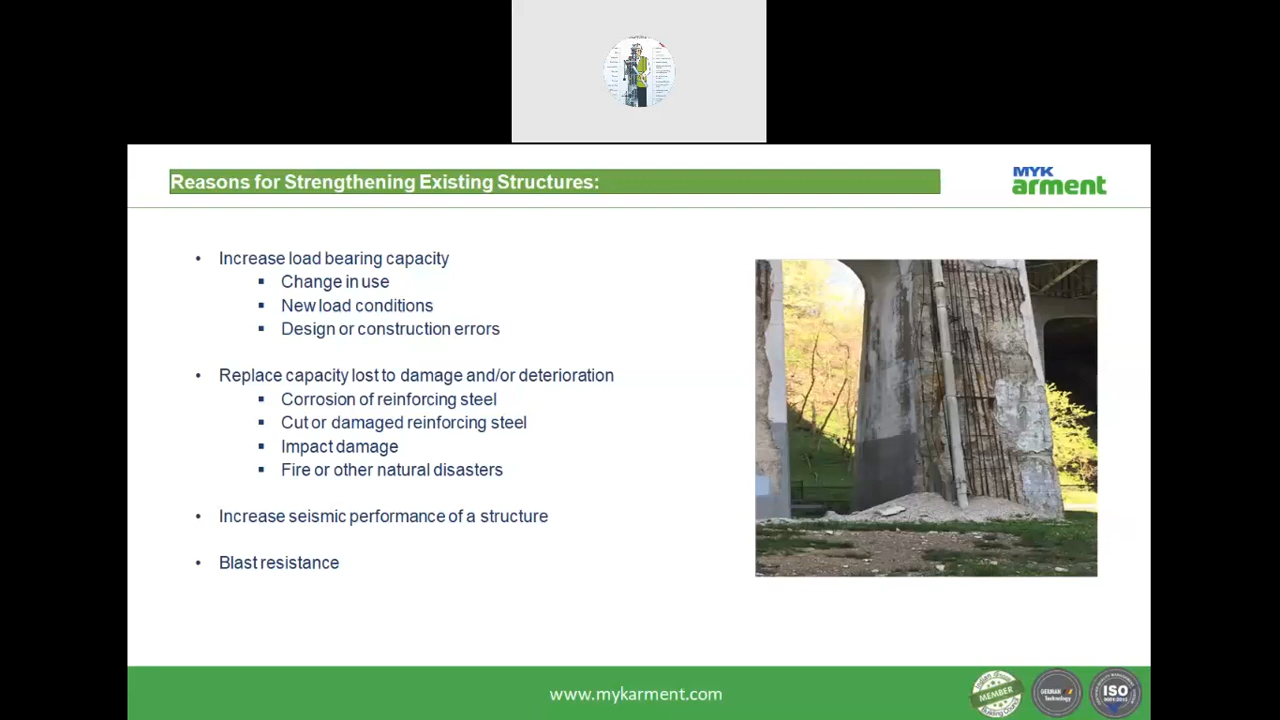 Reasons for Strengthening Existing Structures:
MYK
arment
• Increase load bearing capacity
▪ Change in use
▪ New load conditions
▪ Design or construction errors
• Replace capacity lost to damage and/or deterioration
▪ Corrosion of reinforcing steel
▪ Cut or damaged reinforcing steel
▪ Impact damage
▪ Fire or other natural disasters
• Increase seismic performance of a structure
• Blast resistance
www.mykarment.com
MEMBER
GERMAN
Technology
ISO